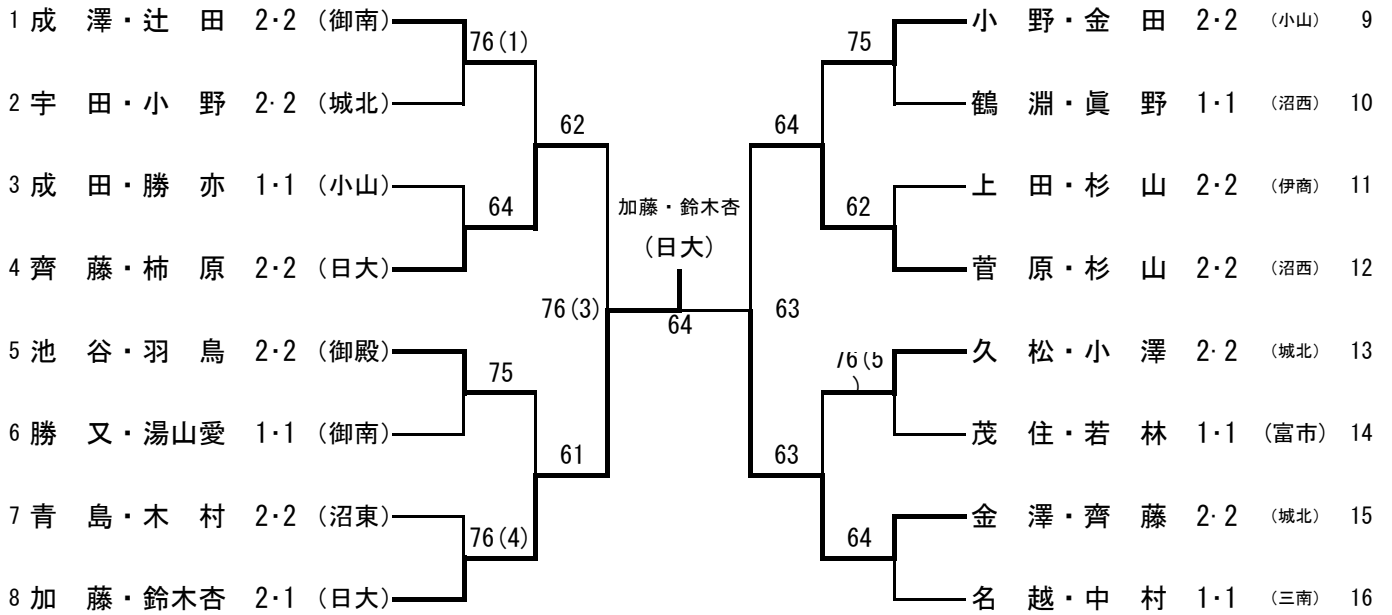 1 成　澤・辻　田 2・2 (御南)
76(1)
2 宇　田・小　野 2・2 (城北)
62
3 成　田・勝　亦 1・1 (小山)
64
4 齊　藤・柿　原 2・2 (日大)
76(3)
5 池　谷・羽　鳥 2・2 (御殿)
75
6 勝　又・湯山愛 1・1 (御南)
61
7 青　島・木　村 2・2 (沼東)
76(4)
8 加　藤・鈴木杏 2・1 (日大)
加藤・鈴木杏
(日大)
64
小　野・金　田 2・2 (小山) 9
75
鶴　淵・眞　野 1・1 (沼西) 10
64
上　田・杉　山 2・2 (伊商) 11
62
菅　原・杉　山 2・2 (沼西) 12
63
久　松・小　澤 2・2 (城北) 13
76(5
)
茂　住・若　林 1・1 (富市) 14
63
金　澤・齊　藤 2・2 (城北) 15
64
名　越・中　村 1・1 (三南) 16